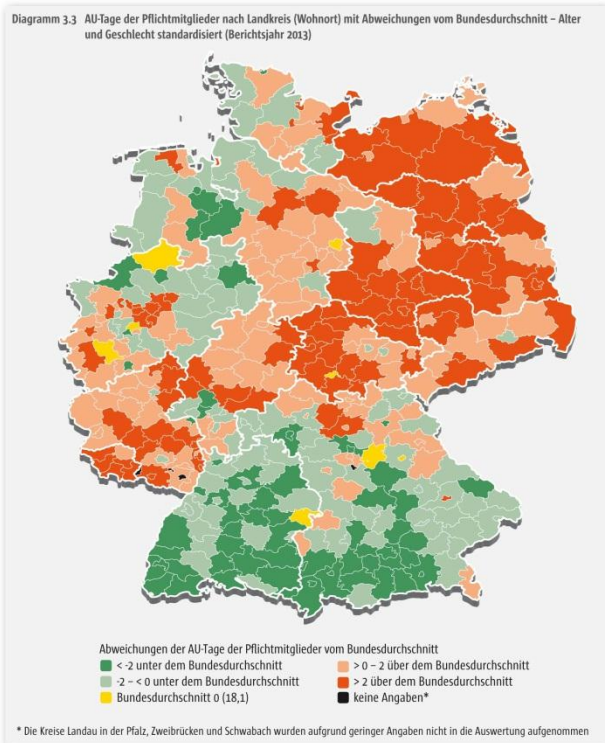 Diagramm 3.3 AU-Tage der Pflichtmitglieder nach Landkreis (Wohnort) mit Abweichungen vom Bundesdurchschnitt – Alter
und Geschlecht standardisiert (Berichtsjahr 2013)
Abweichungen der AU-Tage der Pflichtmitglieder vom Bundesdurchschnitt
< -2 unter dem Bundesdurchschnitt
> 0 – 2 über dem Bundesdurchschnitt
-2 – < 0 unter dem Bundesdurchschnitt
> 2 über dem Bundesdurchschnitt
Bundesdurchschnitt 0 (18,1)
keine Angaben*
* Die Kreise Landau in der Pfalz, Zweibrücken und Schwabach wurden aufgrund geringer Angaben nicht in die Auswertung aufgenommen